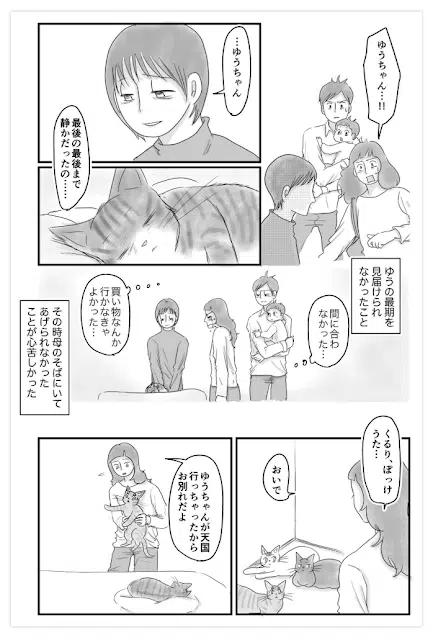 ゆうちゃん…!!
…ゆうちゃん
最後の最後まで
静かだったの……
ゆうの最期を
見届けられ
なかったこと
間に合わ
なかった…
買い物なんか
行かなきゃ
よかった…
その時母のそばにいて
あげられなかった
ことが心苦しかった
くるり、ぽっけ
うた…
おいで
ゆうちゃんが天国
行っちゃったから
お別れだよ